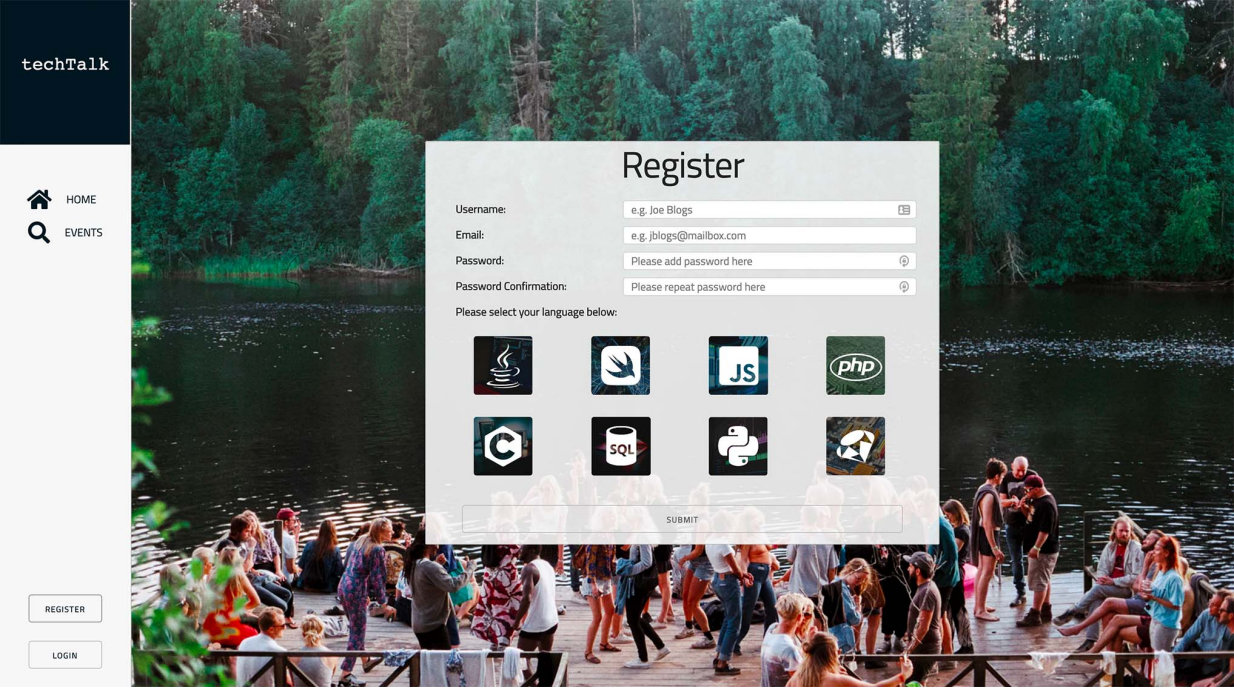 techTalk
HOME
EVENTS
REGISTER
LOGIN
Register
Username:
e.g. Joe Blogs
Email:
e.g. jblogs@mailbox.com
Password:
Please add password here
Password Confirmation:
Please repeat password here
Please select your language below:
JS
php
C
SQL
SUBMIT